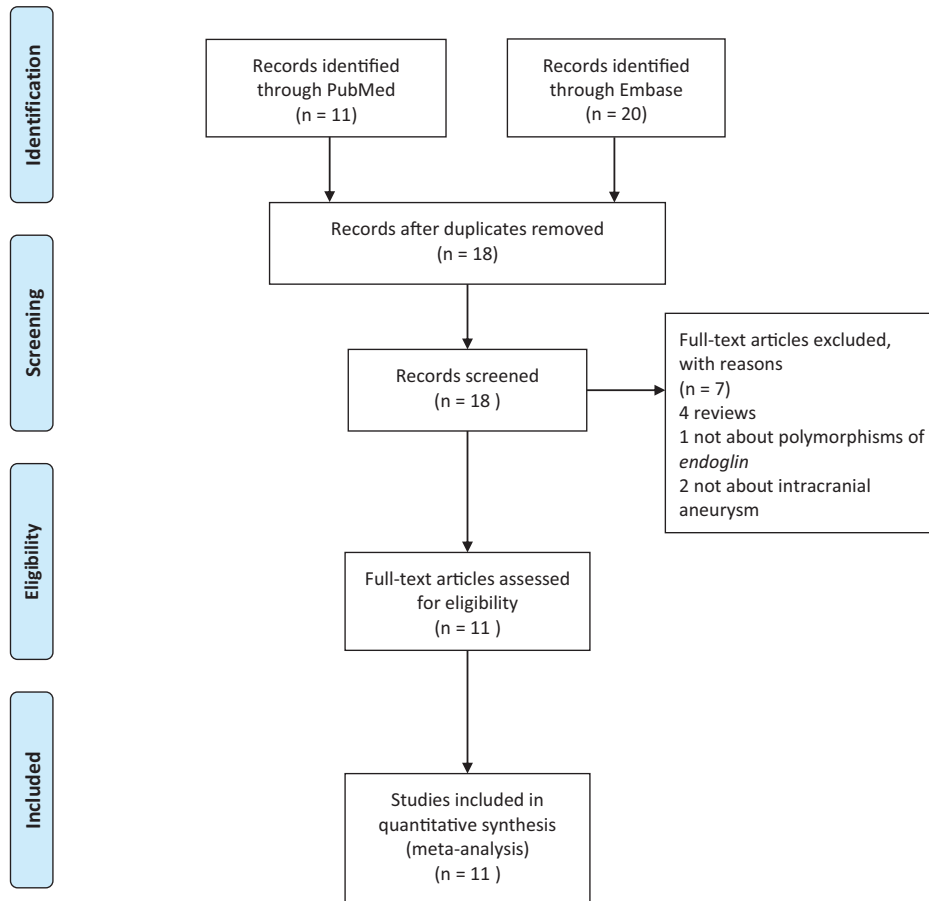 Identification
Records identified
through PubMed
(n = 11)
Records identified
through Embase
(n = 20)
Records after duplicates removed
(n = 18)
Screening
Records screened
(n = 18 )
Full-text articles excluded,
with reasons
(n = 7)
4 reviews
1 not about polymorphisms of
endoglin
2 not about intracranial
aneurysm
Eligibility
Full-text articles assessed
for eligibility
(n = 11 )
Included
Studies included in
quantitative synthesis
(meta-analysis)
(n = 11 )